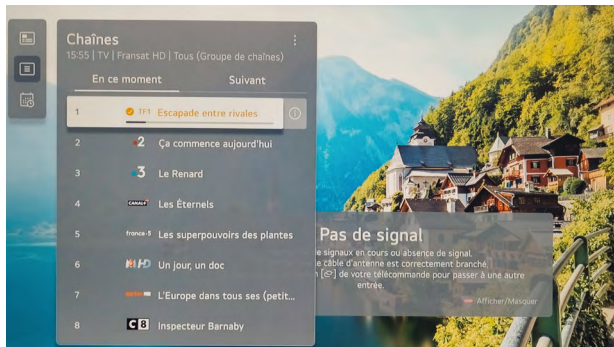 Chaînes
15:55 | TV | Fransat HD | Tous (Groupe de chaînes)
En ce moment Suivant
1 TF1 Escapade entre rivales
2 •2 Ça commence aujourd'hui
3 •3 Le Renard
4 CANAL+ Les Éternels
5 france•5 Les superpouvoirs des plantes
6 M6HD Un jour, un doc
7 L'Europe dans tous ses (petit...
8 C8 Inspecteur Barnaby
Pas de signal
signaux en cours ou absence de signal.
câble d'antenne est correctement branché.
] de votre télécommande pour passer à une autre
entrée.
Afficher/Masquer